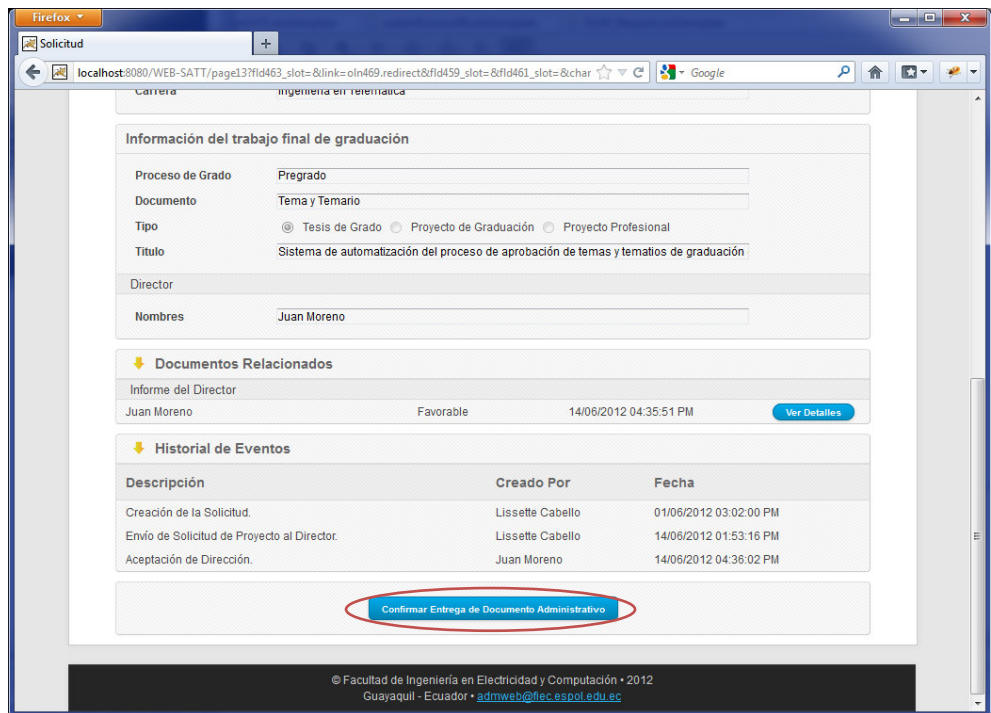 Firefox
Solicitud
localhost:8080/WEB-SATT/page13?fld463_slot=&link=oln469.redirect&fld459_slot=&fld461_slot=&char
Google
Carrera Ingeniería en Telemática
Información del trabajo final de graduación
Proceso de Grado Pregrado
Documento Tema y Temario
Tipo Tesis de Grado Proyecto de Graduación Proyecto Profesional
Título Sistema de automatización del proceso de aprobación de temas y tematios de graduación
Director
Nombres Juan Moreno
Documentos Relacionados
Informe del Director
Juan Moreno Favorable 14/06/2012 04:35:51 PM Ver Detalles
Historial de Eventos
Descripción Creado Por Fecha
Creación de la Solicitud. Lissette Cabello 01/06/2012 03:02:00 PM
Envío de Solicitud de Proyecto al Director. Lissette Cabello 14/06/2012 01:53:16 PM
Aceptación de Dirección. Juan Moreno 14/06/2012 04:36:02 PM
Confirmar Entrega de Documento Administrativo
© Facultad de Ingeniería en Electricidad y Computación • 2012
Guayaquil - Ecuador • admweb@fiec.espol.edu.ec